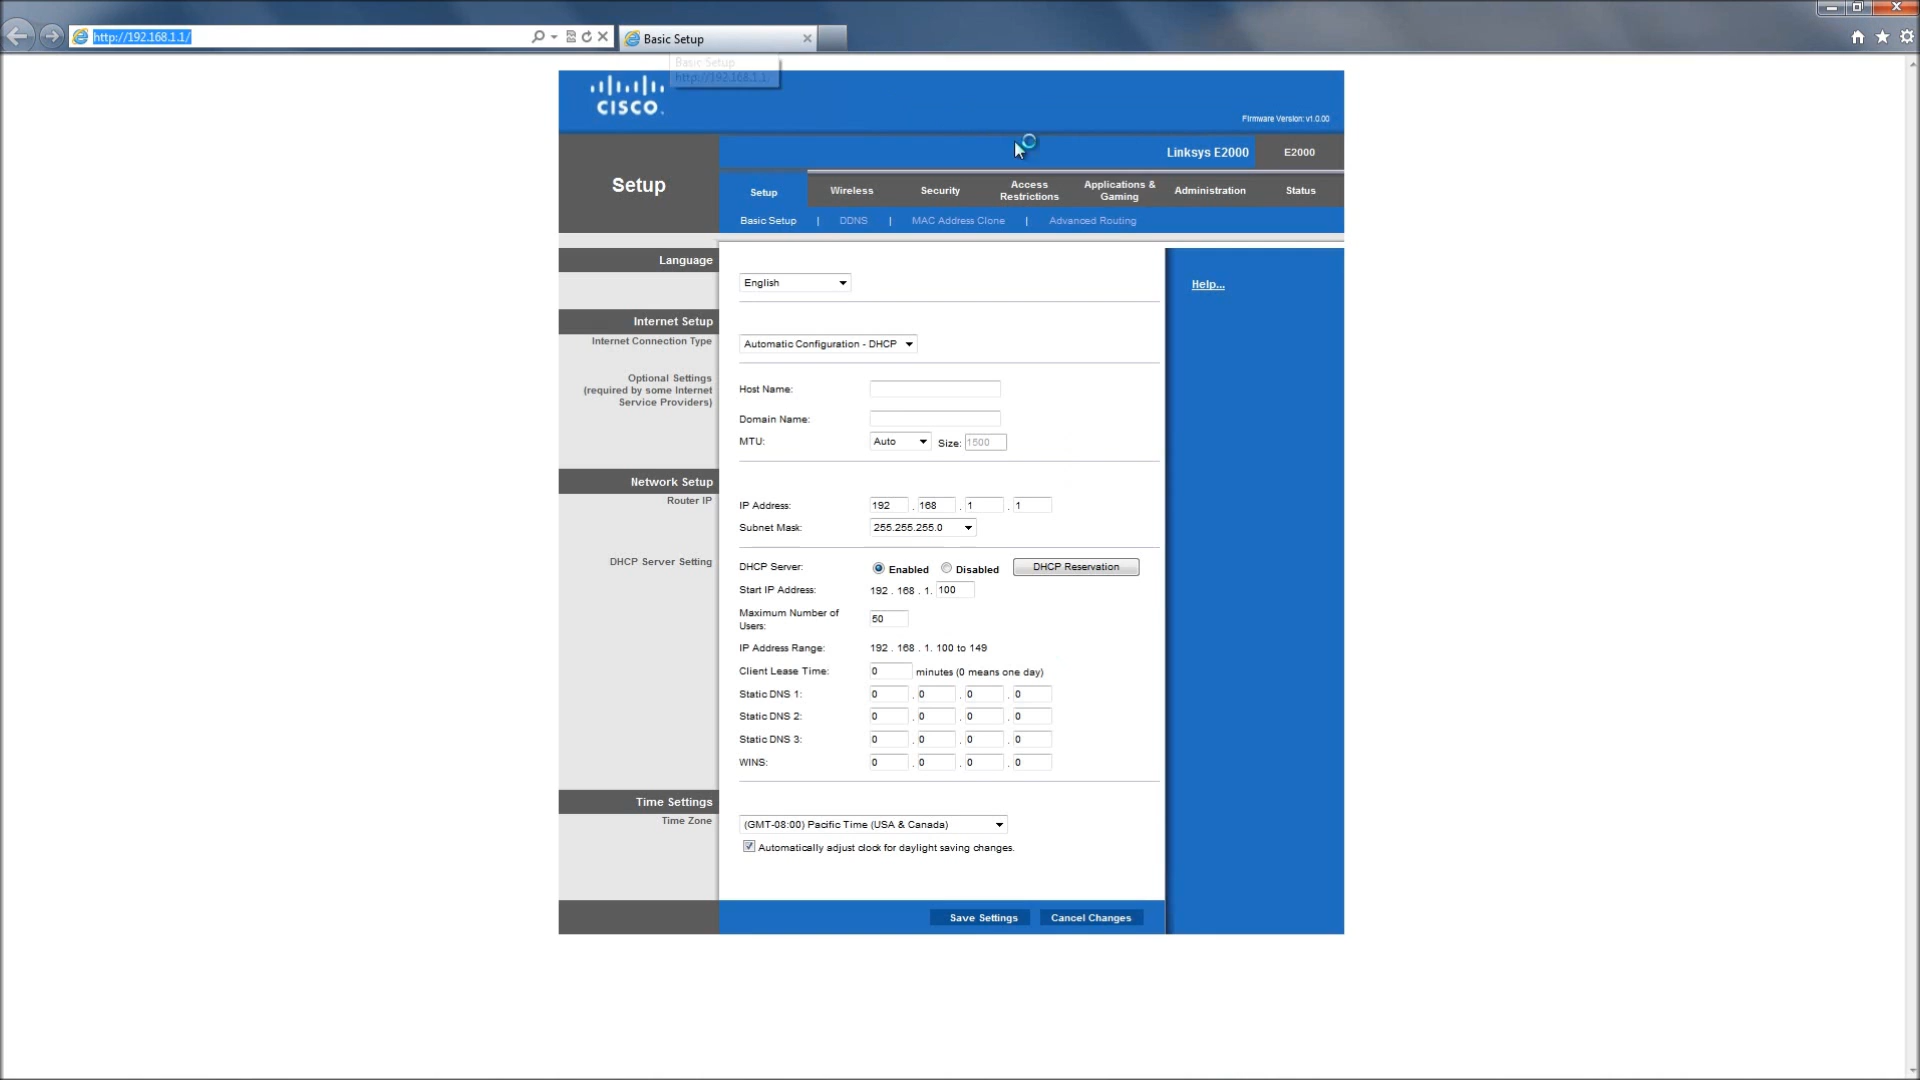 http://192.168.1.1/
Basic Setup
Basic Setup
http://192.168.1.1/
CISCO.
Firmware Version: v1.0.00
Linksys E2000 E2000
Setup
Setup Wireless Security Access Restrictions Applications & Gaming Administration Status
Basic Setup | DDNS | MAC Address Clone | Advanced Routing
Language
English
Help...
Internet Setup
Internet Connection Type
Automatic Configuration - DHCP
Optional Settings
(required by some Internet
Service Providers)
Host Name:
Domain Name:
MTU: Auto Size: 1500
Network Setup
Router IP
IP Address: 192 . 168 . 1 . 1
Subnet Mask: 255.255.255.0
DHCP Server Setting
DHCP Server: Enabled Disabled DHCP Reservation
Start IP Address: 192 . 168 . 1. 100
Maximum Number of
Users: 50
IP Address Range: 192 . 168 . 1. 100 to 149
Client Lease Time: 0 minutes (0 means one day)
Static DNS 1: 0 . 0 . 0 . 0
Static DNS 2: 0 . 0 . 0 . 0
Static DNS 3: 0 . 0 . 0 . 0
WINS: 0 . 0 . 0 . 0
Time Settings
Time Zone
(GMT-08:00) Pacific Time (USA & Canada)
Automatically adjust clock for daylight saving changes.
Save Settings Cancel Changes